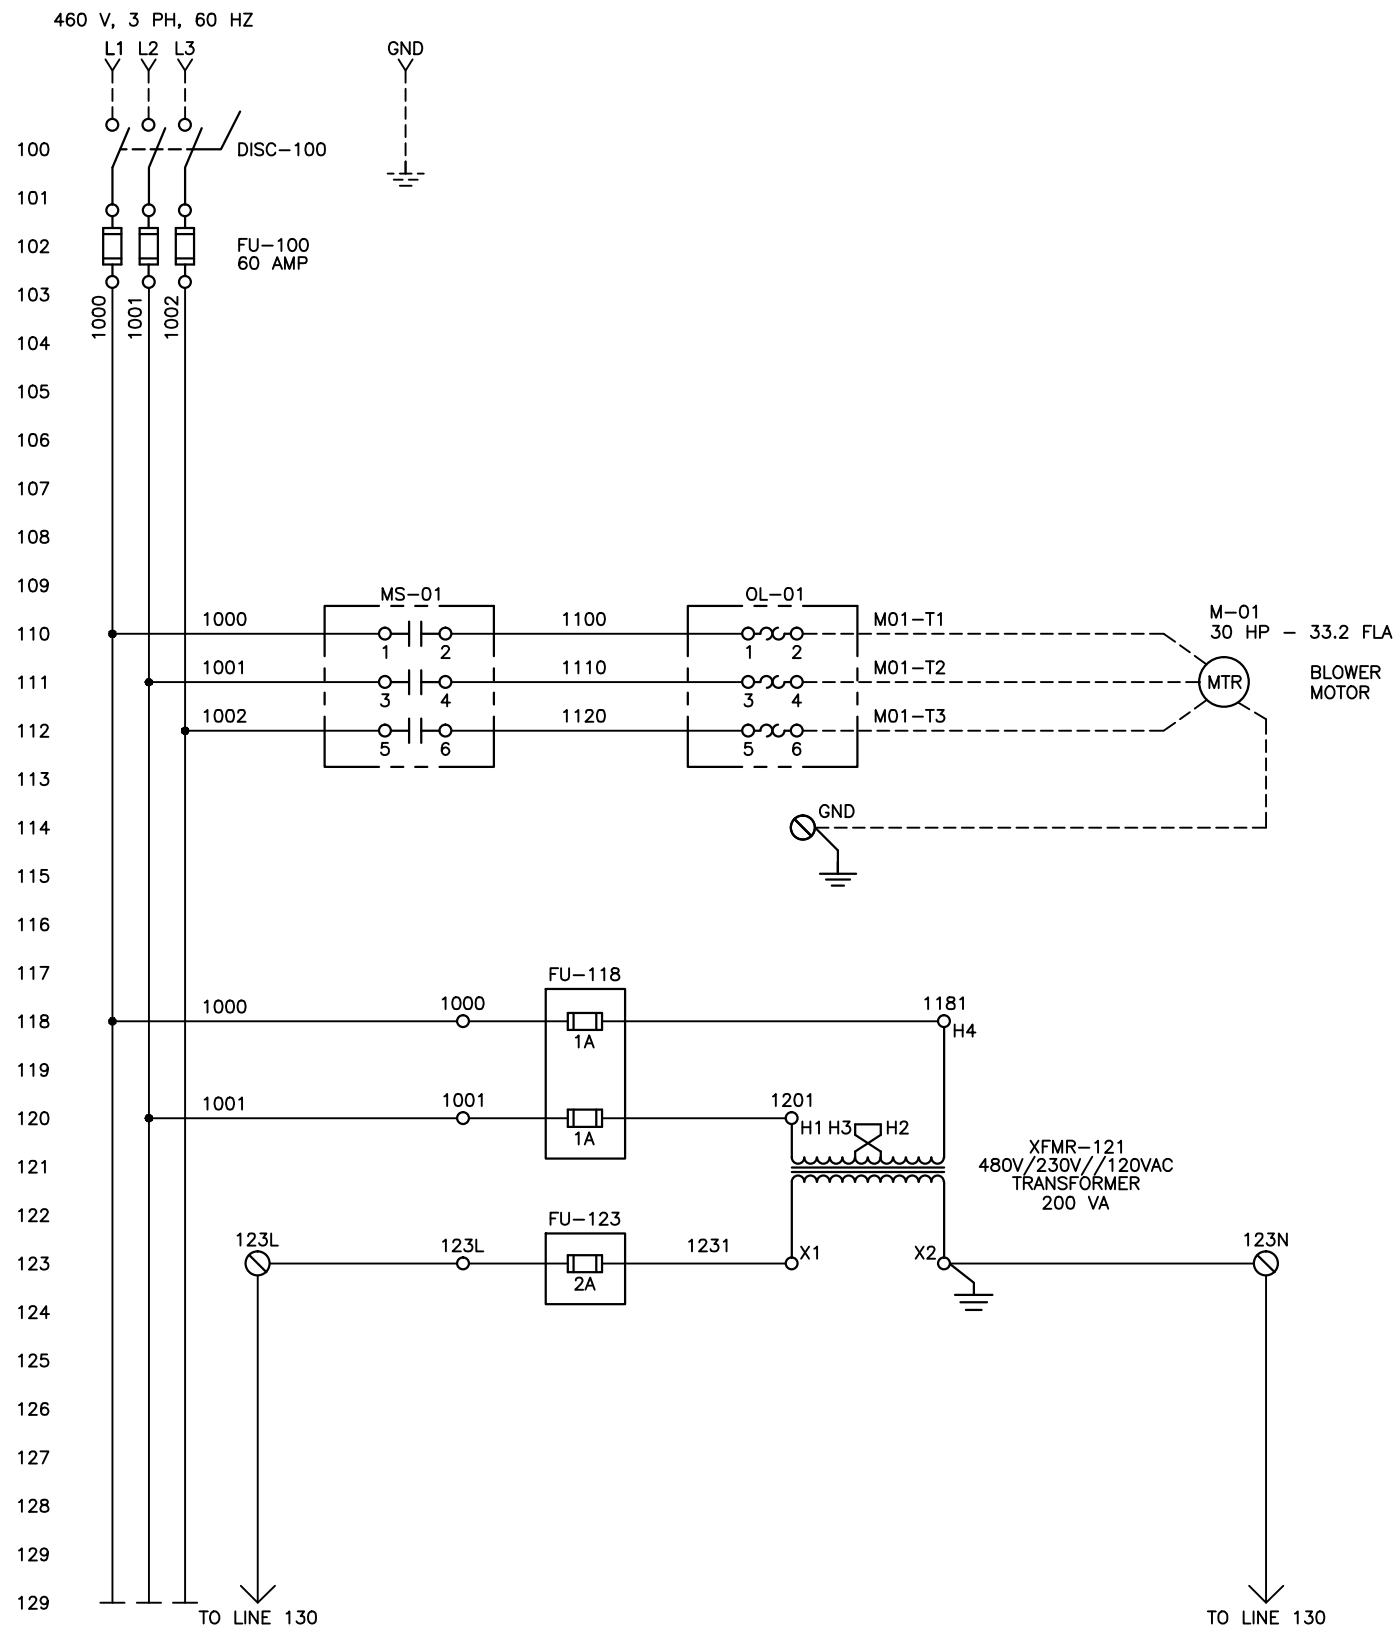 460 V, 3 PH, 60 HZ
L1 L2 L3 GND
100 DISC-100
101
102 FU-100
60 AMP
103
1000 1001 1002
104
105
106
107
108
109
MS-01 OL-01 M-01
110 1000 1100 M01-T1 30 HP - 33.2 FLA
1 2 1 2
111 1001 1110 M01-T2 MTR BLOWER
MOTOR
3 4 3 4
112 1002 1120 M01-T3
5 6 5 6
113
GND
114
115
116
117 FU-118
118 1000 1000 1181
1A H4
119
120 1001 1001 1201
1A H1 H3 H2
121 XFMR-121
480V/230V//120VAC
TRANSFORMER
200 VA
122 FU-123
123L 123L 1231 123N
123 X1 X2
2A
124
125
126
127
128
129
129
TO LINE 130 TO LINE 130